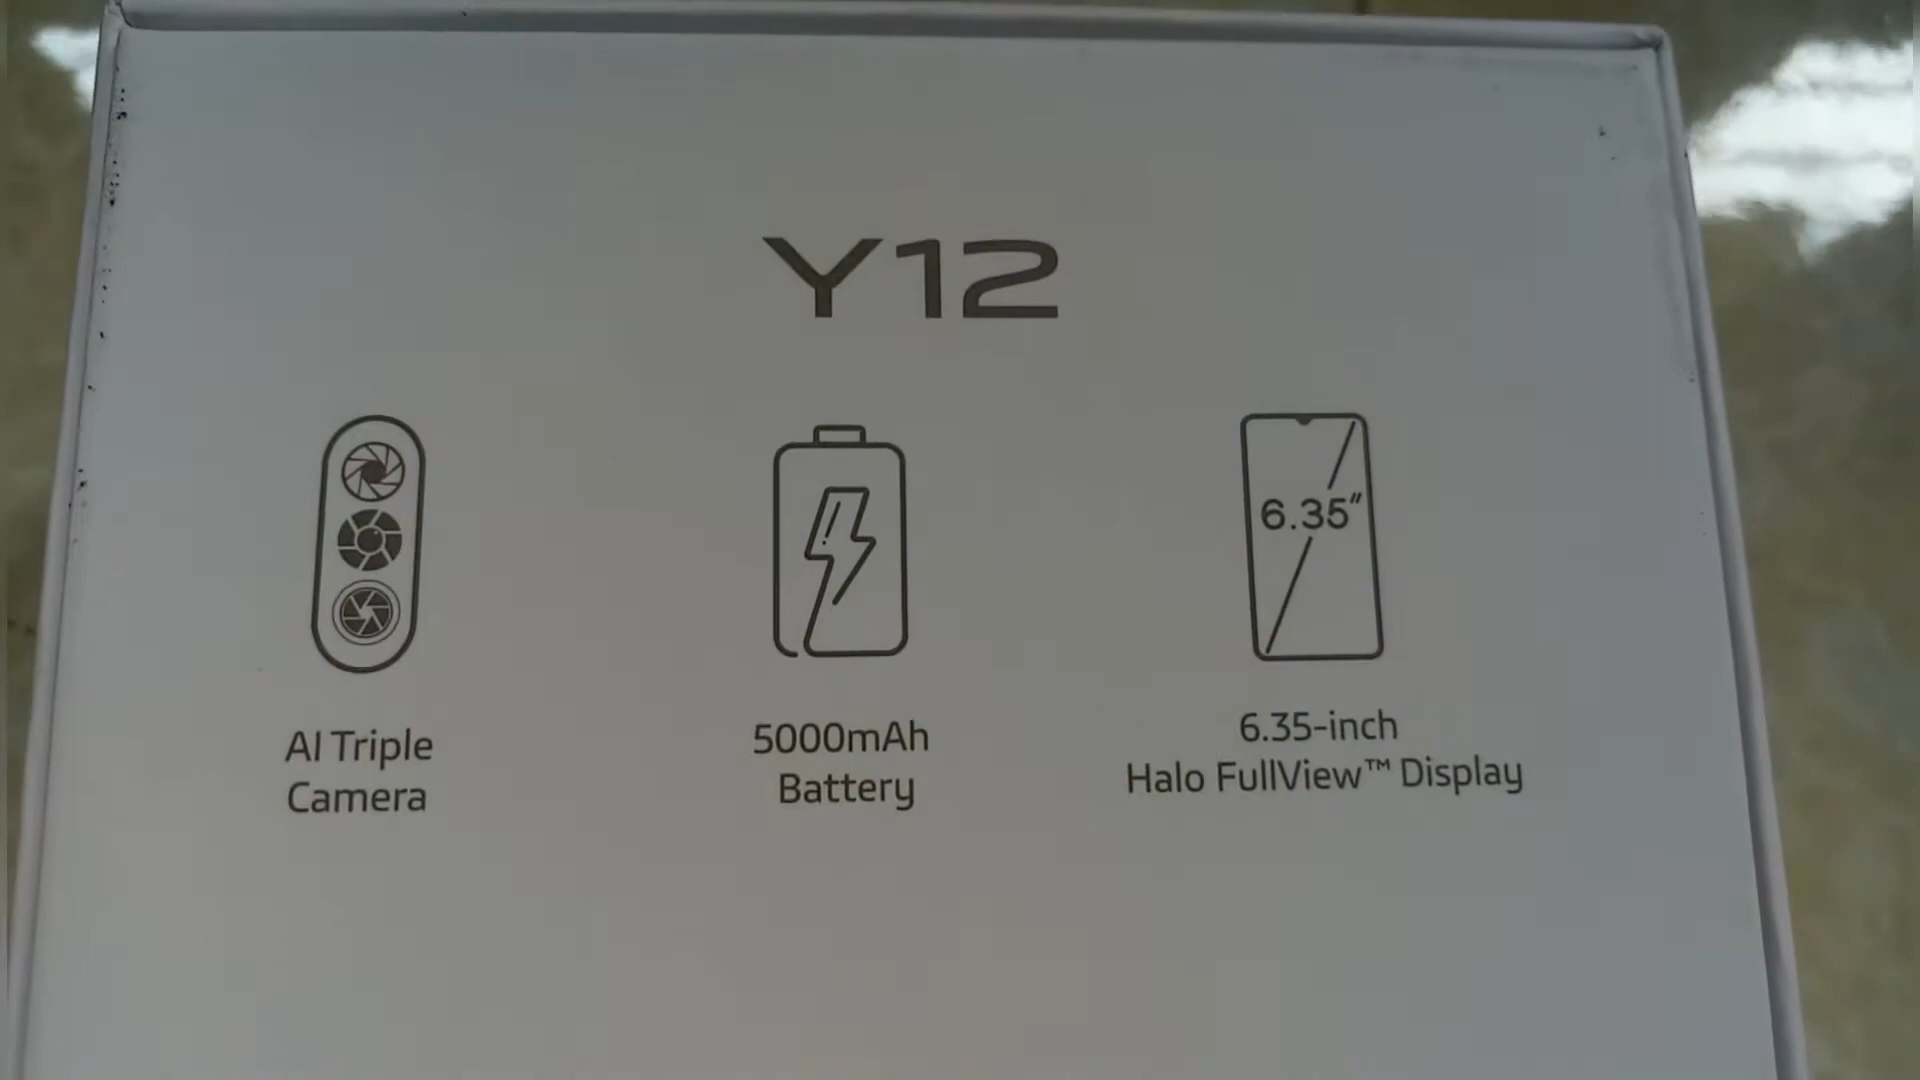 Y12
6.35″
AI Triple
Camera
5000mAh
Battery
6.35-inch
Halo FullView™ Display